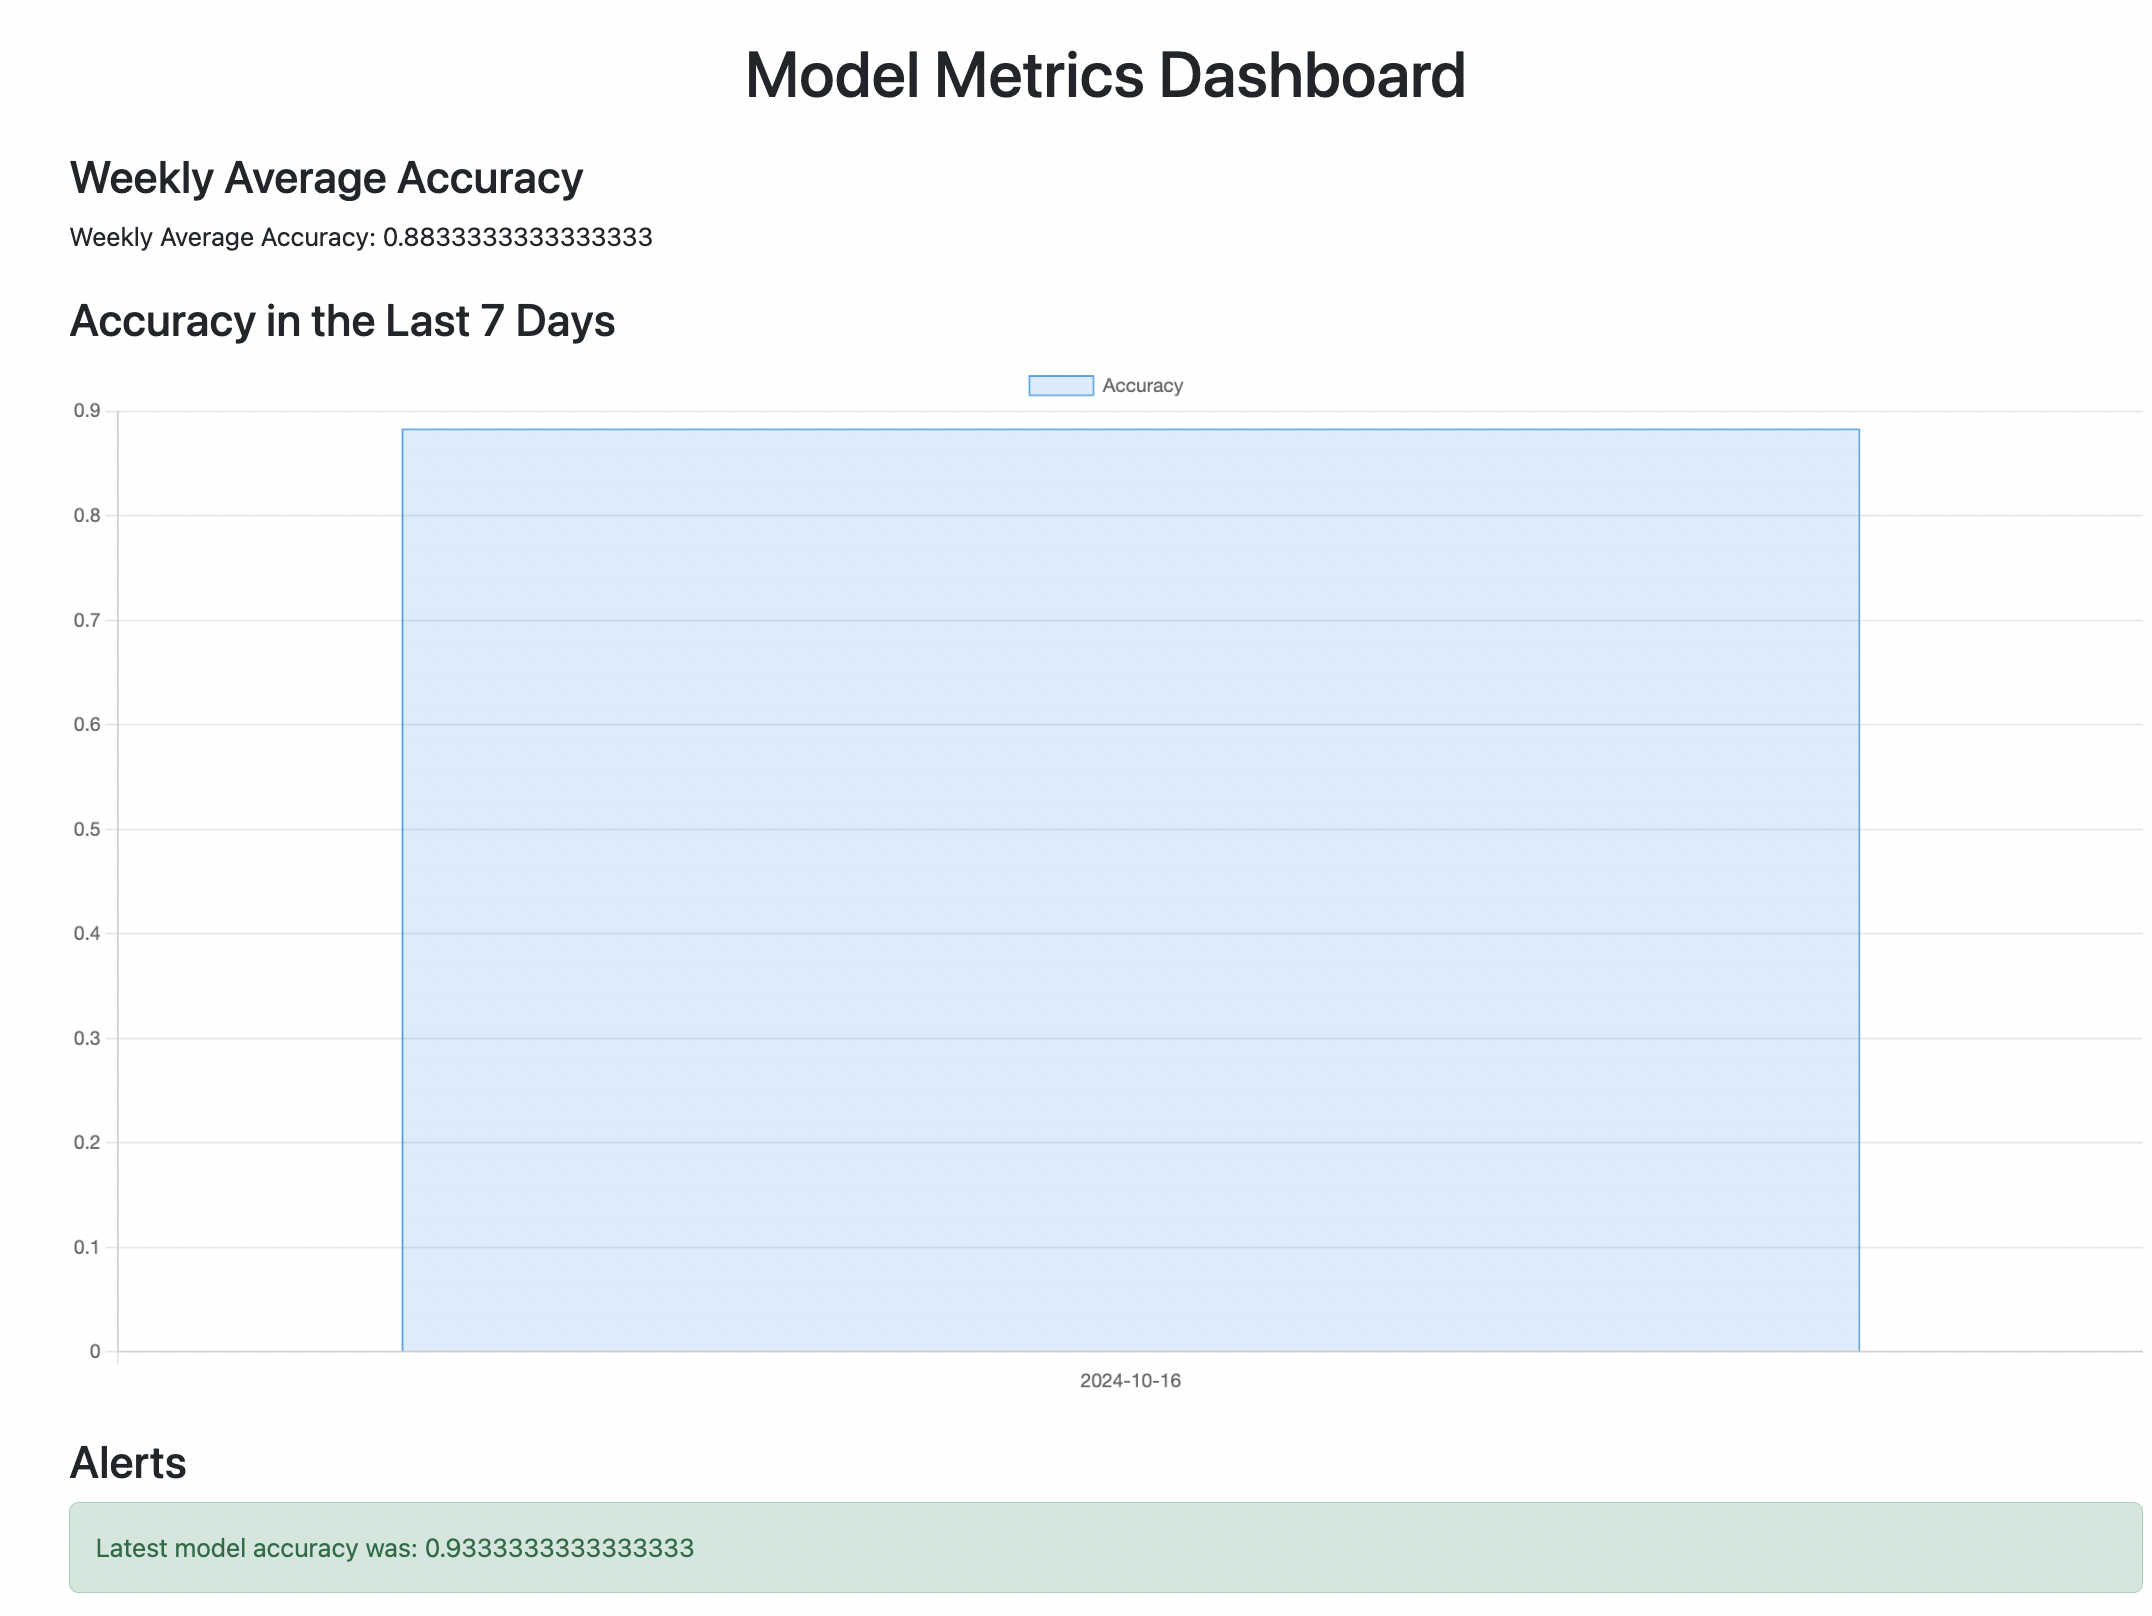 Model Metrics Dashboard
Weekly Average Accuracy
Weekly Average Accuracy: 0.8833333333333333
Accuracy in the Last 7 Days
Accuracy
0.9
0.8
0.7
0.6
0.5
0.4
0.3
0.2
0.1
0
2024-10-16
Alerts
Latest model accuracy was: 0.9333333333333333